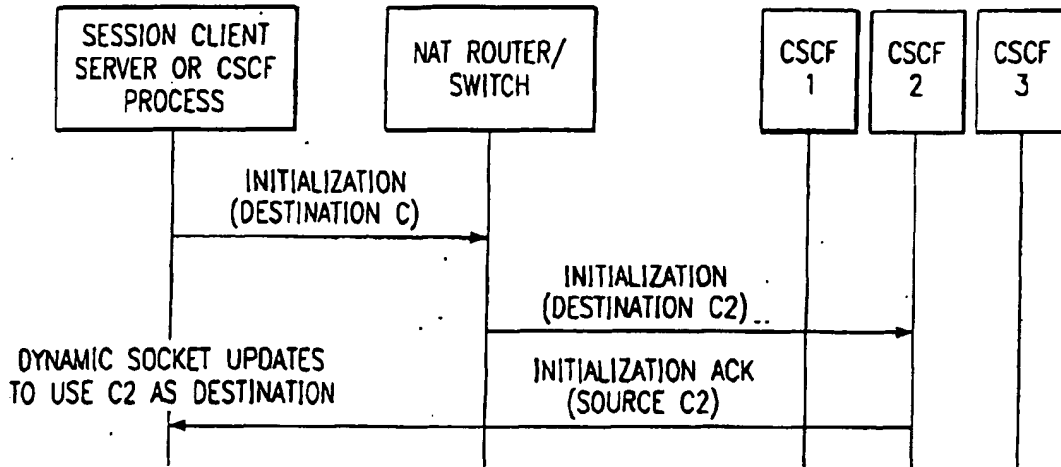 SESSION CLIENT
SERVER OR CSCF
PROCESS
NAT ROUTER/
SWITCH
CSCF
1
CSCF
2
CSCF
3
INITIALIZATION
(DESTINATION C)
INITIALIZATION
(DESTINATION C2)
DYNAMIC SOCKET UPDATES
TO USE C2 AS DESTINATION
INITIALIZATION ACK
(SOURCE C2)